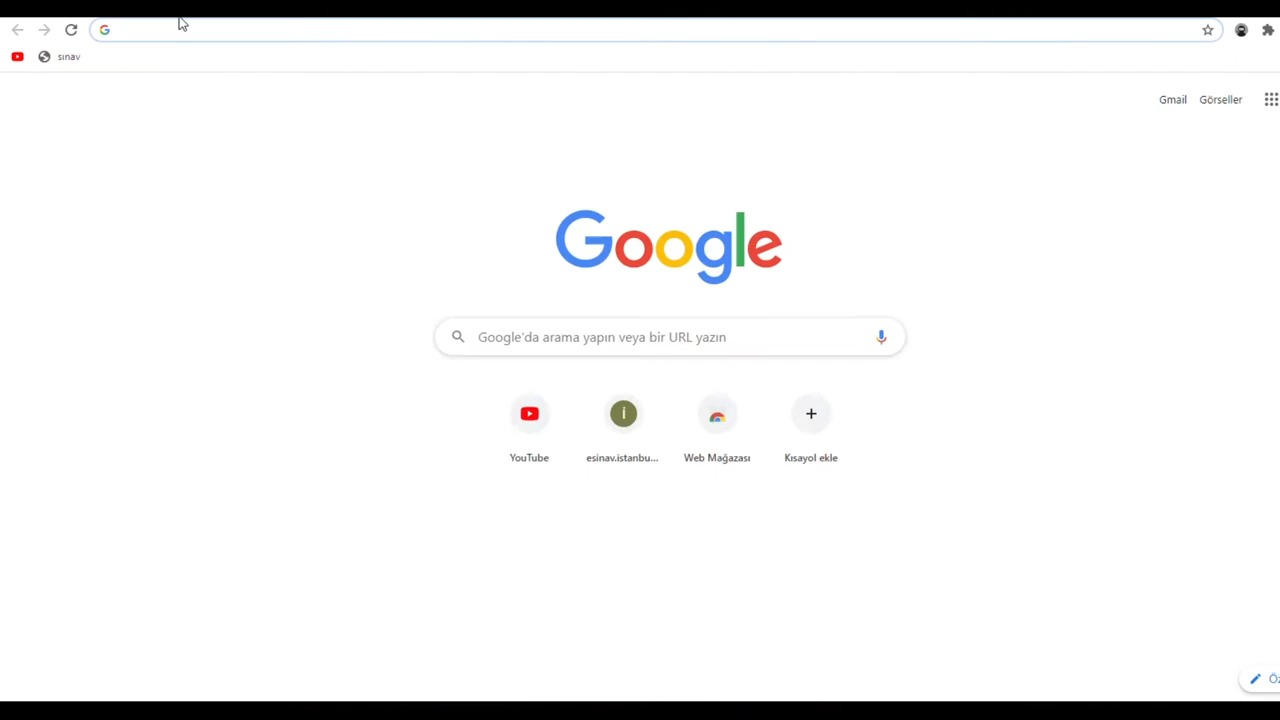 sınav
Gmail Görseller
Google
Google'da arama yapın veya bir URL yazın
i
YouTube esinav.istanbu... Web Mağazası Kısayol ekle
Öz